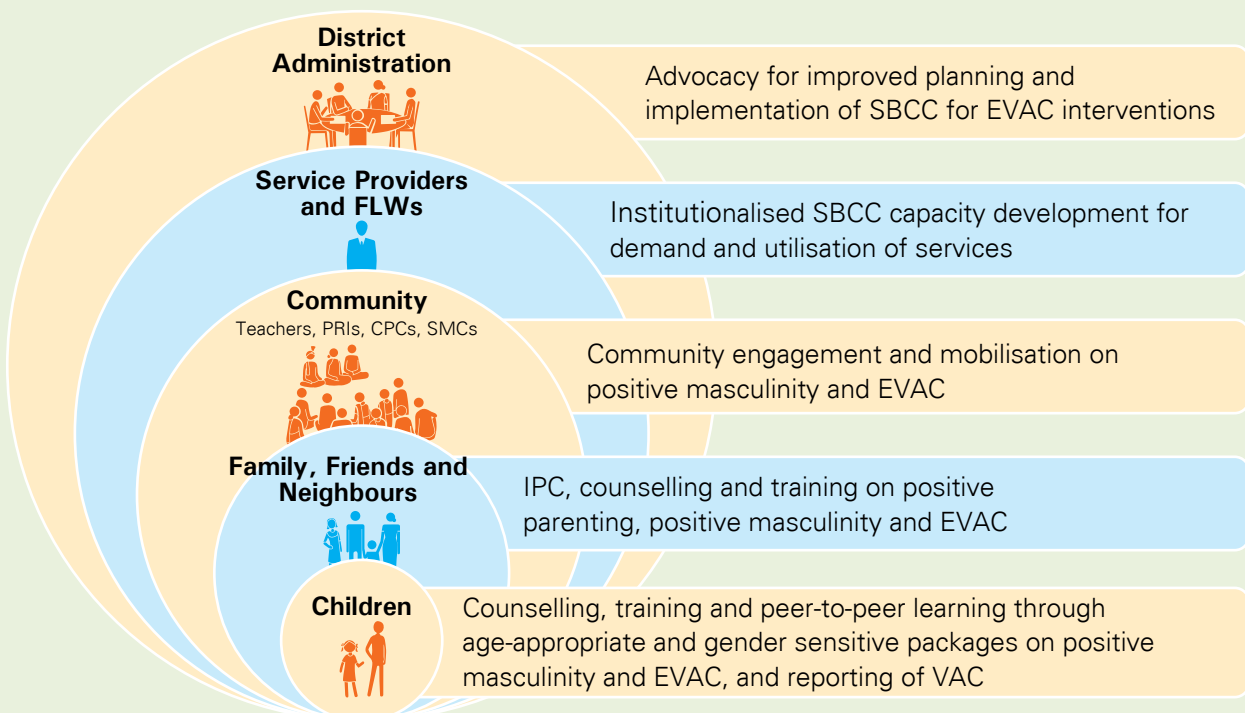 District
Administration
Advocacy for improved planning and
implementation of SBCC for EVAC interventions
Service Providers
and FLWs
Institutionalised SBCC capacity development for
demand and utilisation of services
Community
Teachers, PRIs, CPCs, SMCs
Community engagement and mobilisation on
positive masculinity and EVAC
Family, Friends and
Neighbours
IPC, counselling and training on positive
parenting, positive masculinity and EVAC
Children
Counselling, training and peer-to-peer learning through
age-appropriate and gender sensitive packages on positive
masculinity and EVAC, and reporting of VAC